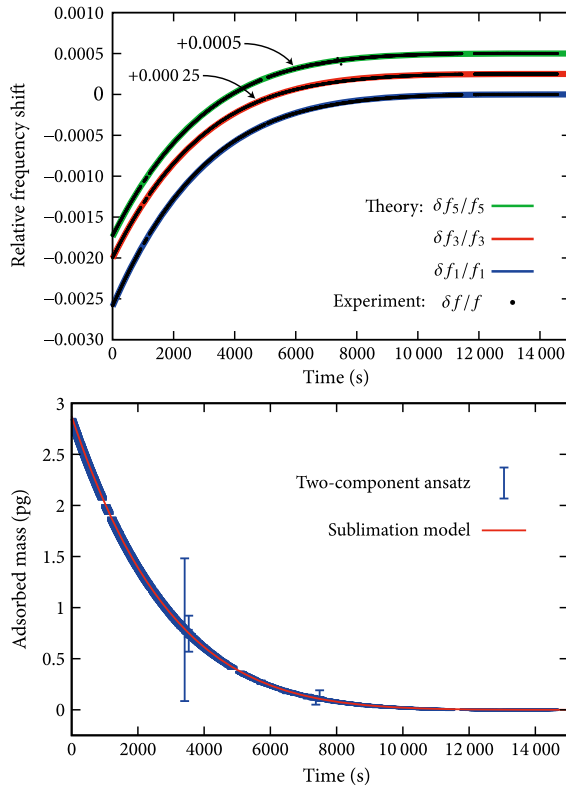 0.0010
0.0005
0
−0.0005
−0.0010
−0.0015
−0.0020
−0.0025
−0.0030
Relative frequency shift
+0.0005
+0.000 25
Theory: δf5/f5
δf3/f3
δf1/f1
Experiment: δf/f
0 2000 4000 6000 8000 10 000 12 000 14 000
Time (s)
3
2.5
2
1.5
1
0.5
0
Adsorbed mass (pg)
Two-component ansatz
Sublimation model
0 2000 4000 6000 8000 10 000 12 000 14 000
Time (s)